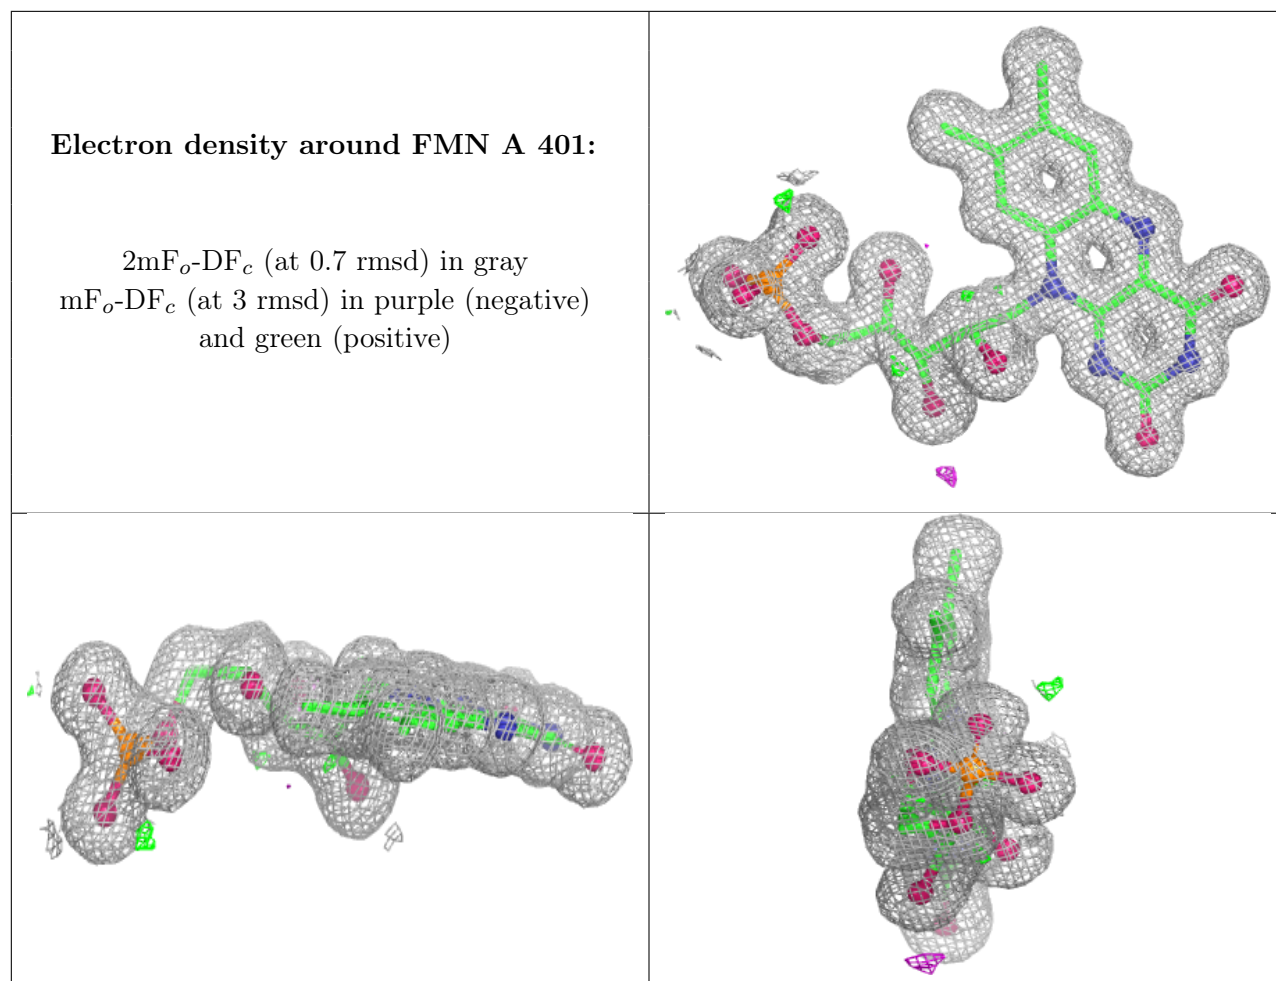 Electron density around FMN A 401:
2mFo-DFc (at 0.7 rmsd) in gray
mFo-DFc (at 3 rmsd) in purple (negative)
and green (positive)